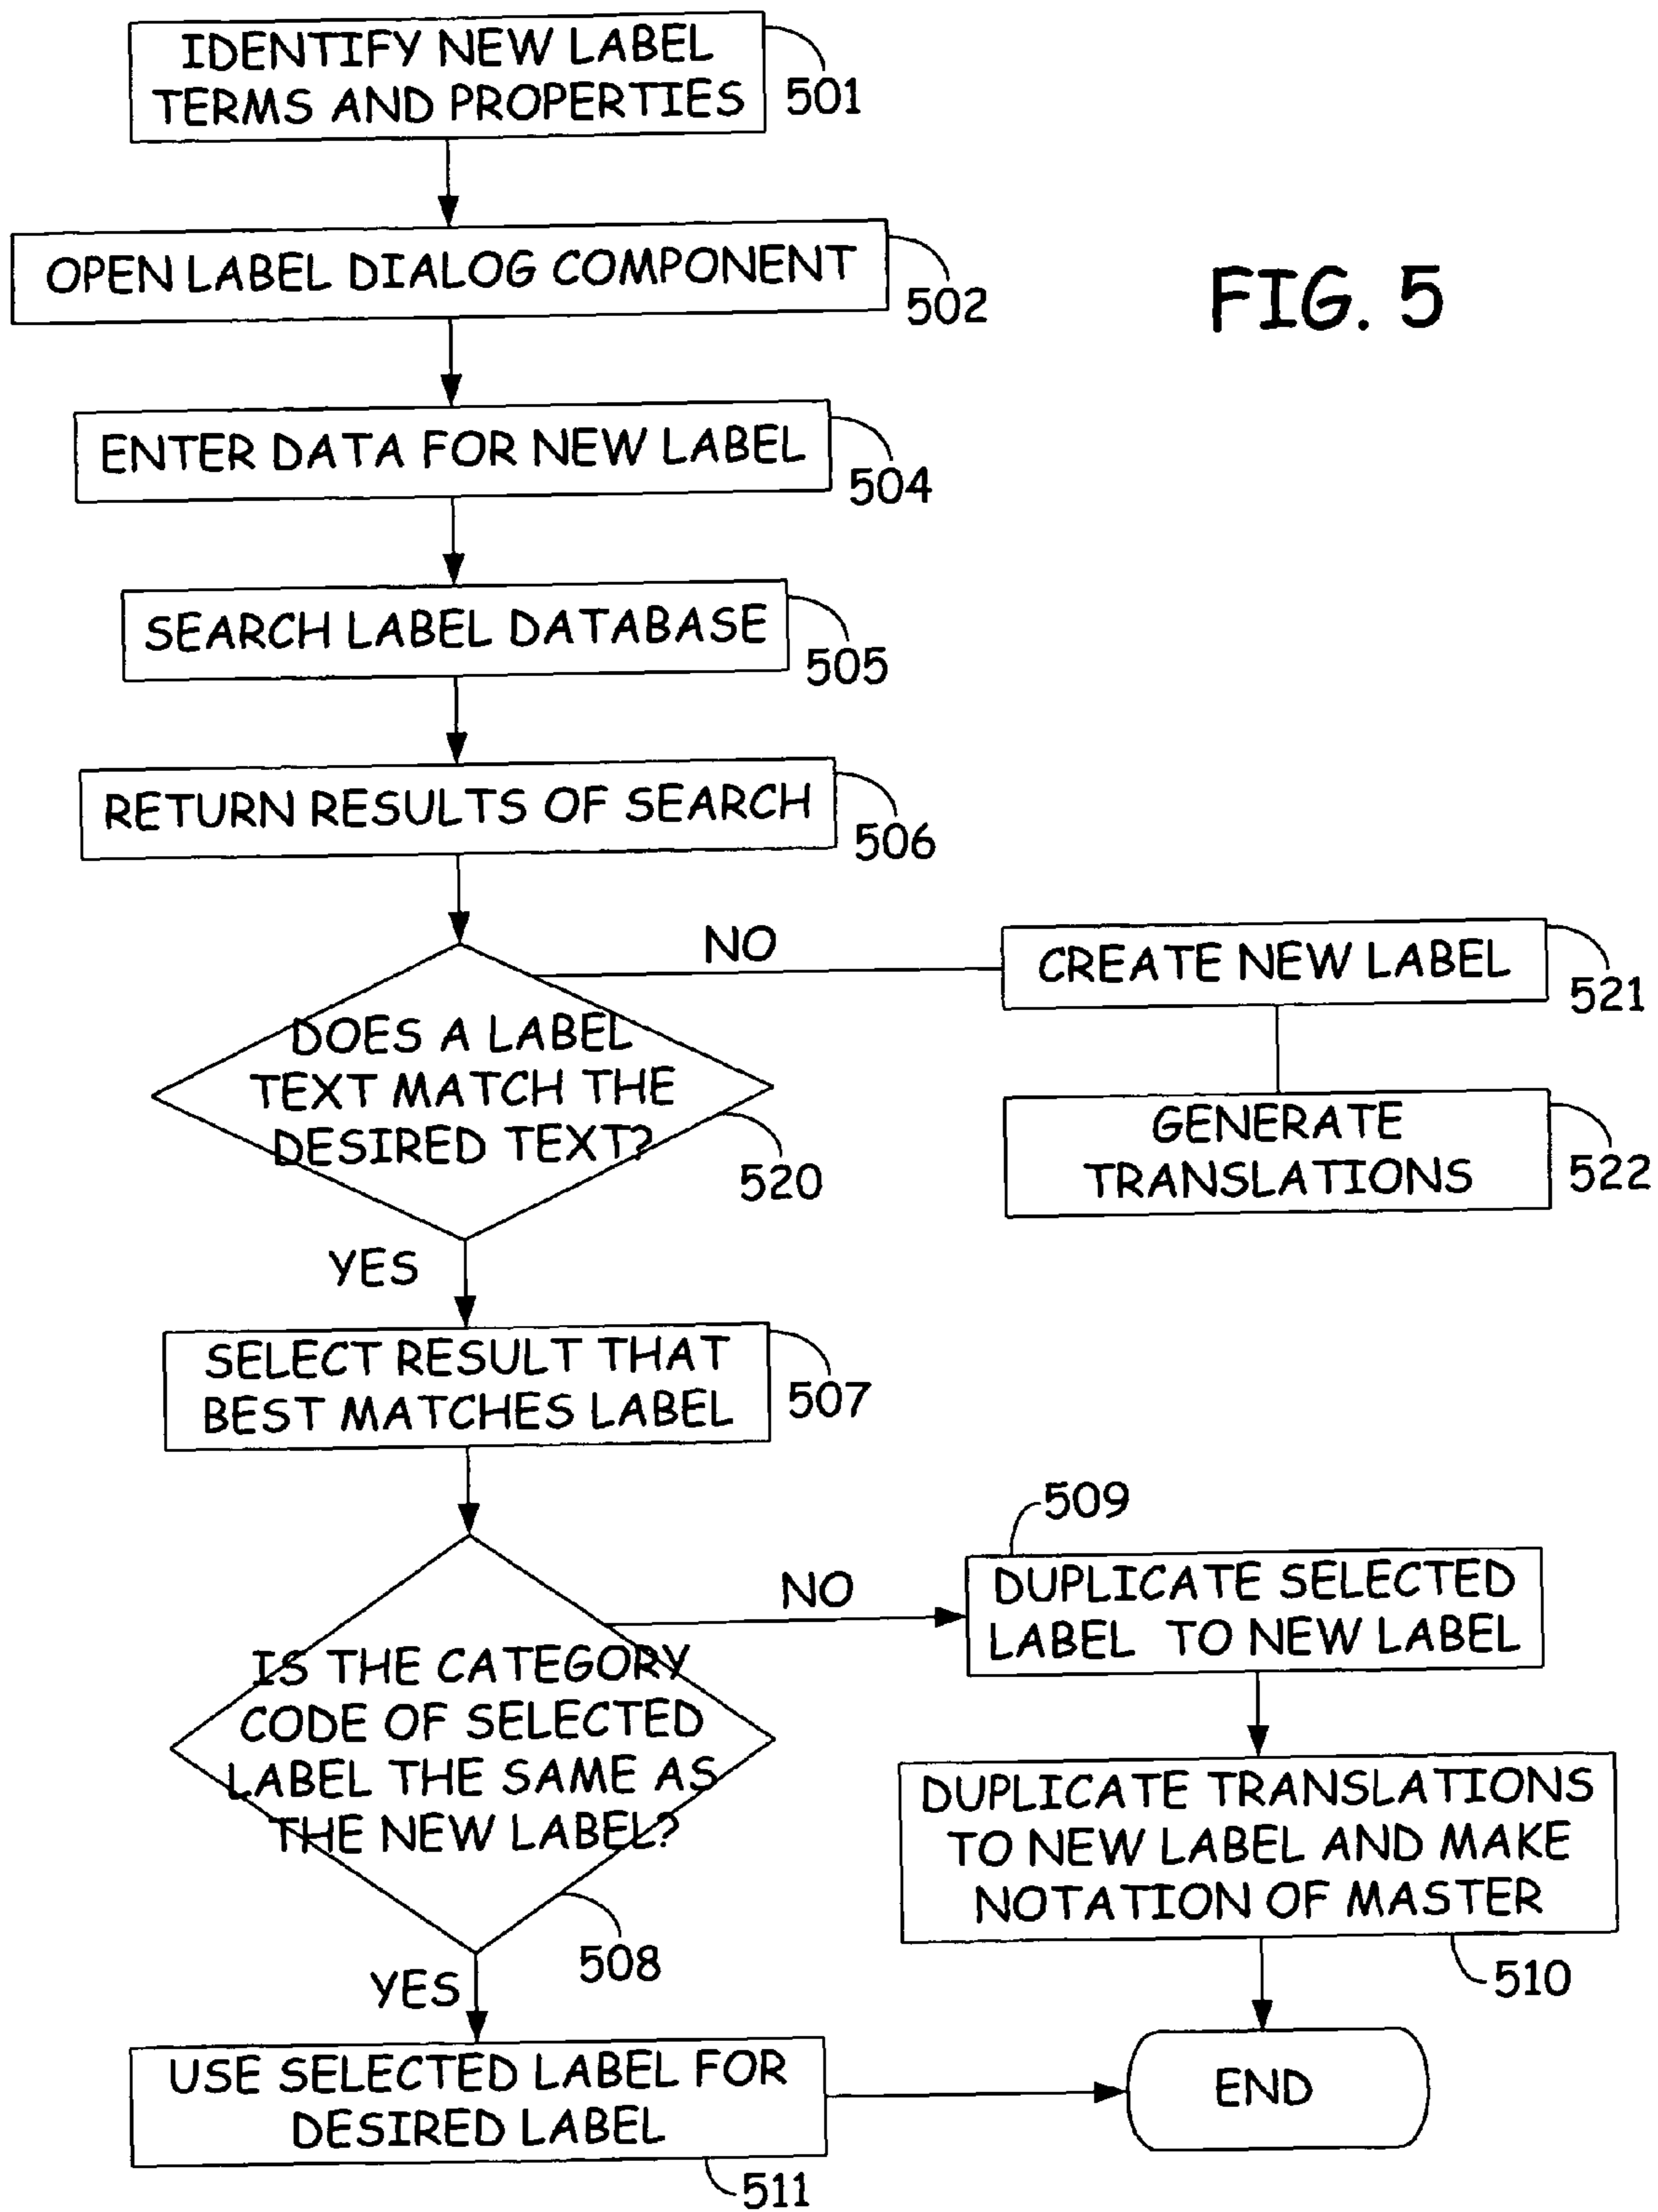 IDENTIFY NEW LABEL
TERMS AND PROPERTIES
501
OPEN LABEL DIALOG COMPONENT
502
FIG. 5
ENTER DATA FOR NEW LABEL
504
SEARCH LABEL DATABASE
505
RETURN RESULTS OF SEARCH
506
NO
CREATE NEW LABEL
521
DOES A LABEL
TEXT MATCH THE
DESIRED TEXT?
520
GENERATE
TRANSLATIONS
522
YES
SELECT RESULT THAT
BEST MATCHES LABEL
507
509
NO
DUPLICATE SELECTED
LABEL TO NEW LABEL
IS THE CATEGORY
CODE OF SELECTED
LABEL THE SAME AS
THE NEW LABEL?
508
DUPLICATE TRANSLATIONS
TO NEW LABEL AND MAKE
NOTATION OF MASTER
510
YES
USE SELECTED LABEL FOR
DESIRED LABEL
511
END